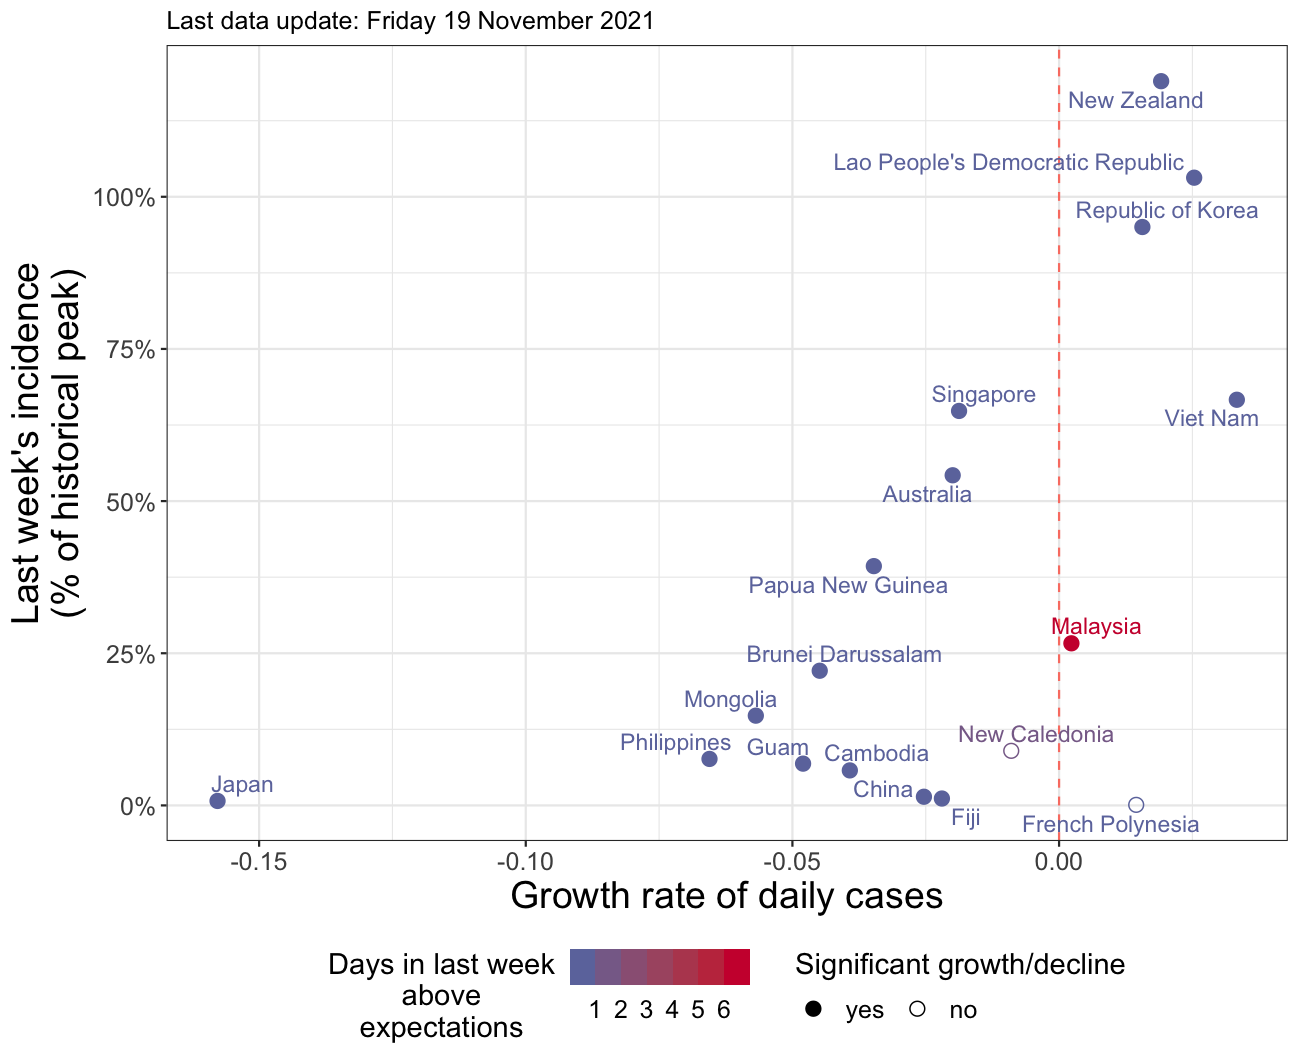 Last data update: Friday 19 November 2021
New Zealand
Lao People's Democratic Republic
100%
Republic of Korea
Last week's incidence
(% of historical peak)
75%
Singapore
Viet Nam
50%
Australia
Papua New Guinea
Malaysia
25%
Brunei Darussalam
Mongolia
New Caledonia
Philippines
Guam
Cambodia
Japan
China
0%
Fiji
French Polynesia
-0.15 -0.10 -0.05 0.00
Growth rate of daily cases
Days in last week
above
expectations
1 2 3 4 5 6
Significant growth/decline
yes no